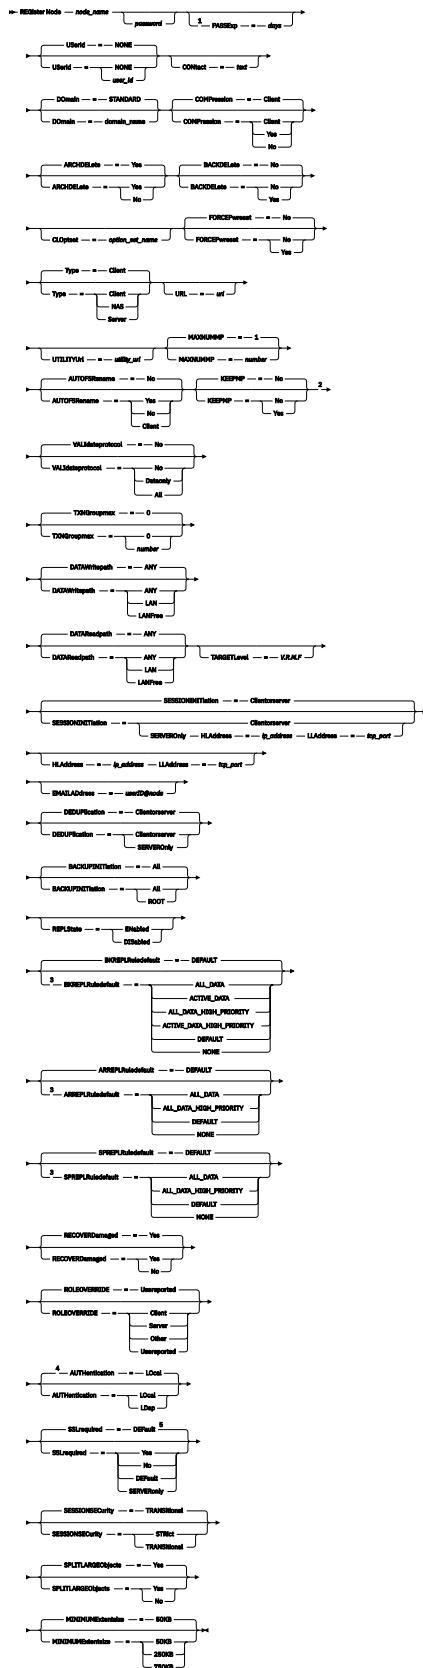 REGister Node — node_name
password
1
PASSExp — = — days
USerid — = — NONE
USerid — = — NONE
user_id
CONtact — = — text
DOmain — = — STANDARD
DOmain — = — domain_name
COMPression — = — Client
COMPression — = — Client
Yes
No
ARCHDELete — = — Yes
ARCHDELete — = — Yes
No
BACKDELete — = — No
BACKDELete — = — No
Yes
CLOptset — = — option_set_name
FORCEPwreset — = — No
FORCEPwreset — = — No
Yes
Type — = — Client
Type — = — Client
NAS
Server
URL — = — url
UTILITYUrl — = — utility_url
MAXNUMMP — = — 1
MAXNUMMP — = — number
AUTOFSRename — = — No
AUTOFSRename — = — Yes
No
Client
KEEPMP — = — No
KEEPMP — = — No
Yes
2
VALIdateprotocol — = — No
VALIdateprotocol — = — No
Dataonly
All
TXNGroupmax — = — 0
TXNGroupmax — = — 0
number
DATAWritepath — = — ANY
DATAWritepath — = — ANY
LAN
LANFree
DATAReadpath — = — ANY
DATAReadpath — = — ANY
LAN
LANFree
TARGETLevel — = — V.R.M.F
SESSIONINITiation — = — Clientorserver
SESSIONINITiation — = — Clientorserver
SERVEROnly HLAddress — = — ip_address LLAddress — = — tcp_port
HLAddress — = — ip_address LLAddress — = — tcp_port
EMAILADdress — = — userID@node
DEDUPlication — = — Clientorserver
DEDUPlication — = — Clientorserver
SERVEROnly
BACKUPINITiation — = — All
BACKUPINITiation — = — All
ROOT
REPLState — = — ENabled
DISabled
BKREPLRuledefault — = — DEFAULT
3
BKREPLRuledefault — = — ALL_DATA
ACTIVE_DATA
ALL_DATA_HIGH_PRIORITY
ACTIVE_DATA_HIGH_PRIORITY
DEFAULT
NONE
ARREPLRuledefault — = — DEFAULT
3
ARREPLRuledefault — = — ALL_DATA
ALL_DATA_HIGH_PRIORITY
DEFAULT
NONE
SPREPLRuledefault — = — DEFAULT
3
SPREPLRuledefault — = — ALL_DATA
ALL_DATA_HIGH_PRIORITY
DEFAULT
NONE
RECOVERDamaged — = — Yes
RECOVERDamaged — = — Yes
No
ROLEOVERRIDE — = — Usereported
ROLEOVERRIDE — = — Client
Server
Other
Usereported
4
AUTHentication — = — LOcal
AUTHentication — = — LOcal
LDap
SSLrequired — = — DEFault 5
SSLrequired — = — Yes
No
DEFault
SERVERonly
SESSIONSECurity — = — TRANSitional
SESSIONSECurity — = — STRict
TRANSitional
SPLITLARGEObjects — = — Yes
SPLITLARGEObjects — = — Yes
No
MINIMUMExtentsize — = — 50KB
MINIMUMExtentsize — = — 50KB
250KB
750KB